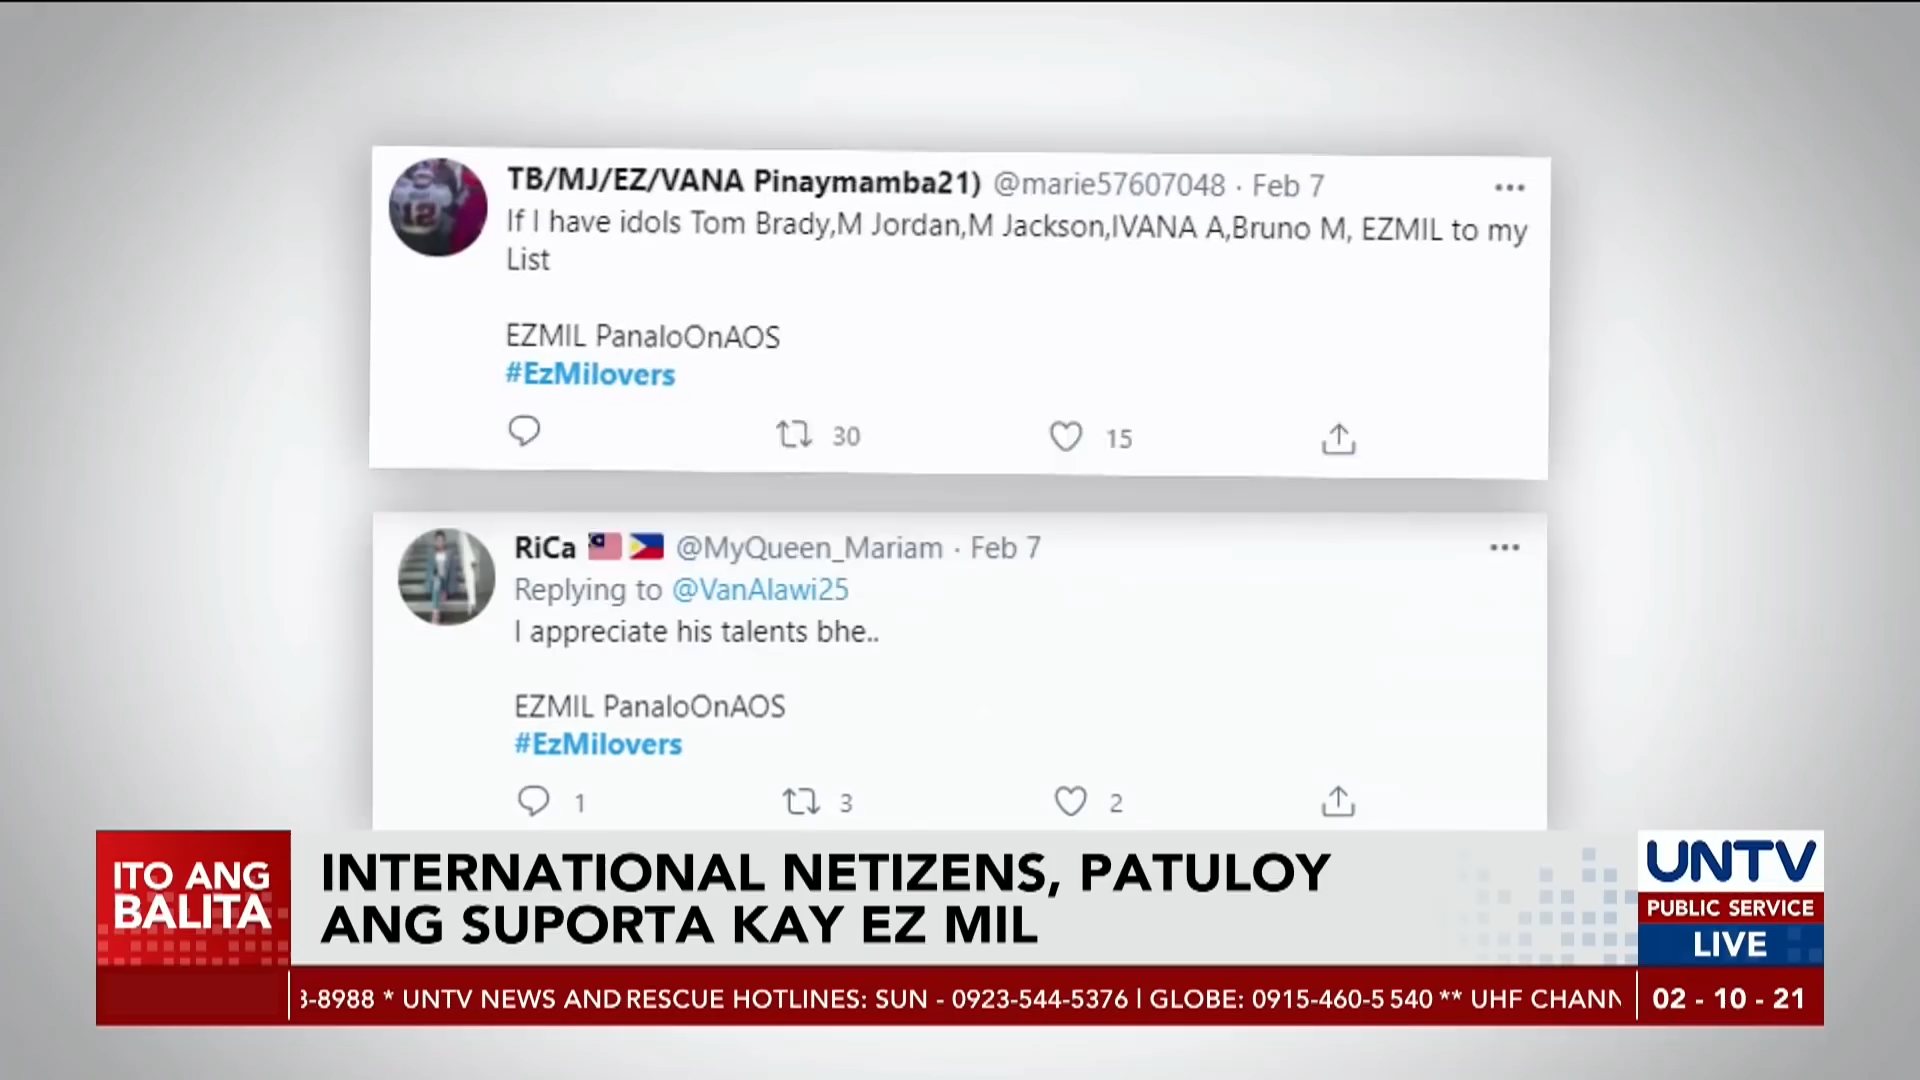 TB/MJ/EZ/VANA Pinaymamba21) @marie57607048 · Feb 7
If I have idols Tom Brady,M Jordan,M Jackson,IVANA A,Bruno M, EZMIL to my
List
EZMIL PanaloOnAOS
#EzMilovers
30 15
RiCa @MyQueen_Mariam · Feb 7
Replying to @VanAlawi25
I appreciate his talents bhe..
EZMIL PanaloOnAOS
#EzMilovers
1 3 2
ITO ANG
BALITA
INTERNATIONAL NETIZENS, PATULOY
ANG SUPORTA KAY EZ MIL
UNTV
PUBLIC SERVICE
LIVE
3-8988 * UNTV NEWS AND RESCUE HOTLINES: SUN - 0923-544-5376 | GLOBE: 0915-460-5540 ** UHF CHANN
02 - 10 - 21
12